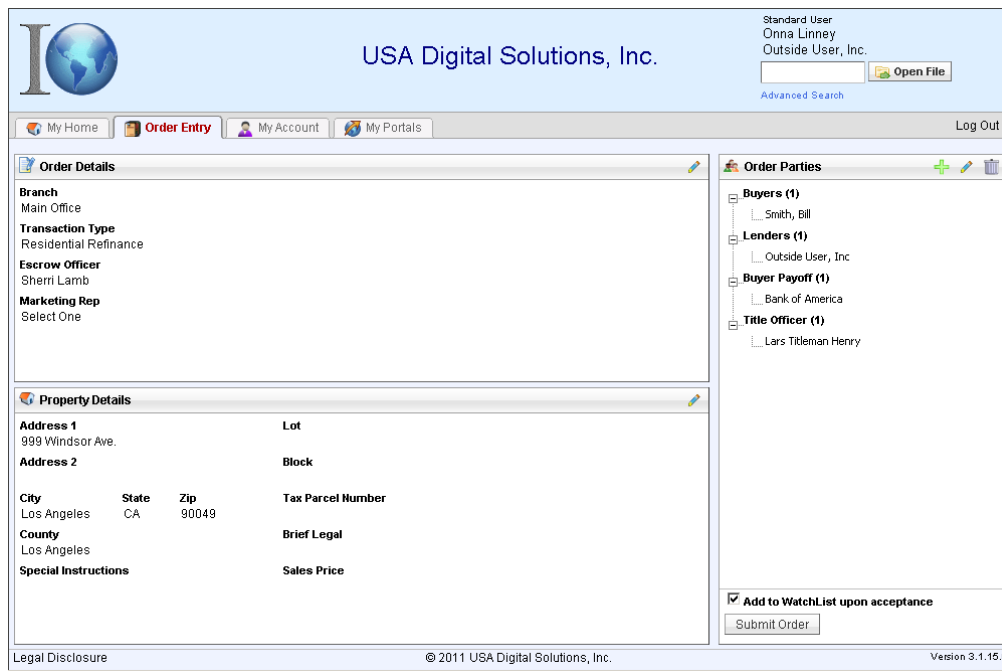 IO
USA Digital Solutions, Inc.
Standard User
Onna Linney
Outside User, Inc.
Open File
Advanced Search
My Home
Order Entry
My Account
My Portals
Log Out
Order Details
Branch
Main Office
Transaction Type
Residential Refinance
Escrow Officer
Sherri Lamb
Marketing Rep
Select One
Property Details
Address 1
999 Windsor Ave.
Address 2
City State Zip
Los Angeles CA 90049
County
Los Angeles
Special Instructions
Lot
Block
Tax Parcel Number
Brief Legal
Sales Price
Order Parties
Buyers (1)
Smith, Bill
Lenders (1)
Outside User, Inc
Buyer Payoff (1)
Bank of America
Title Officer (1)
Lars Titleman Henry
Add to WatchList upon acceptance
Submit Order
Legal Disclosure
© 2011 USA Digital Solutions, Inc.
Version 3.1.15.